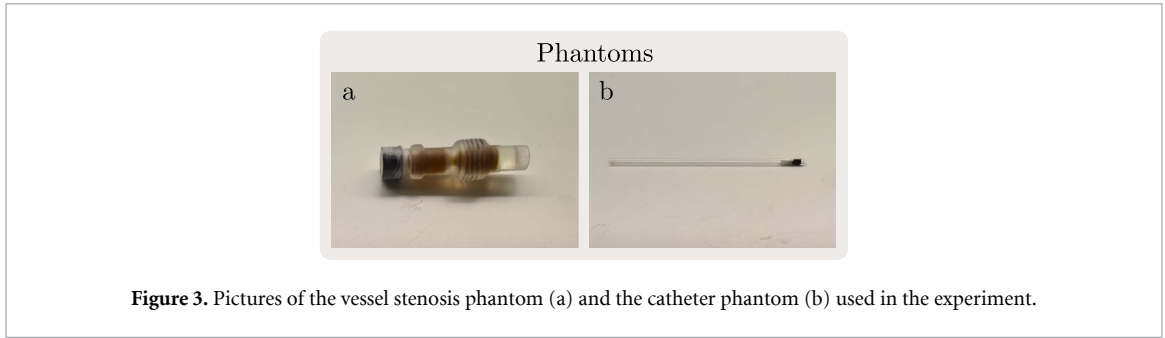 Phantoms
a
b
Figure 3. Pictures of the vessel stenosis phantom (a) and the catheter phantom (b) used in the experiment.